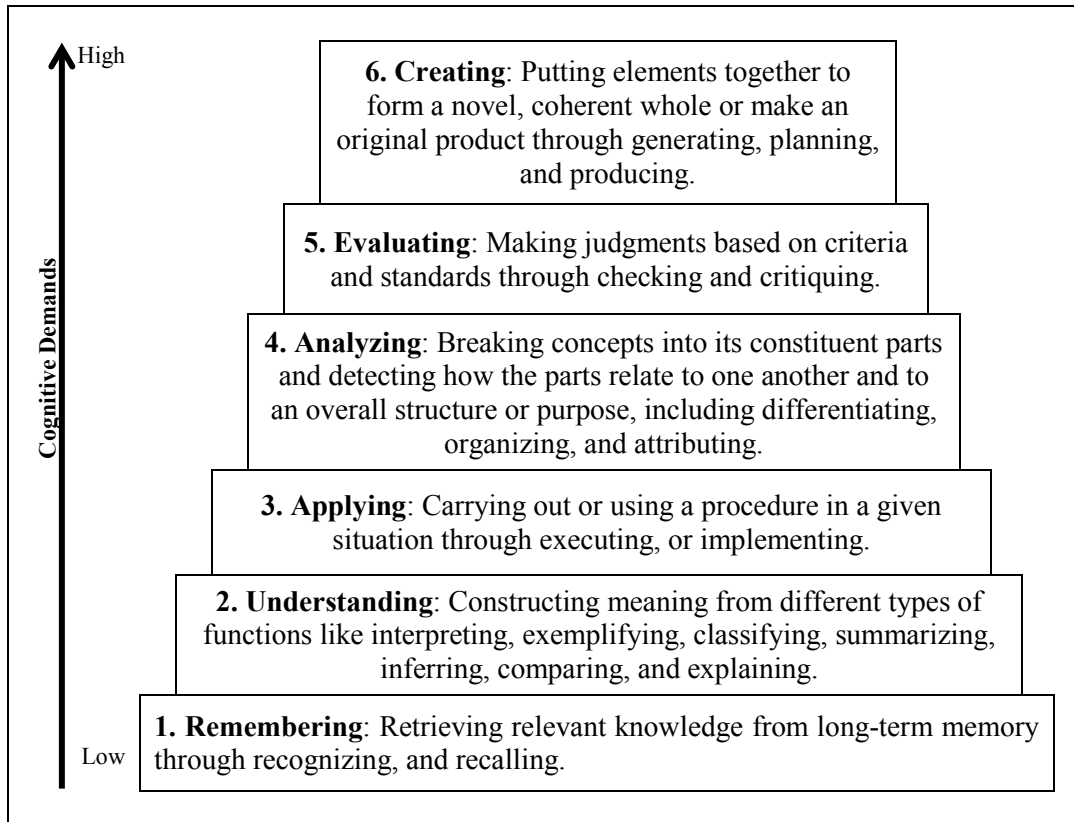 High
6. Creating: Putting elements together to
form a novel, coherent whole or make an
original product through generating, planning,
and producing.
5. Evaluating: Making judgments based on criteria
and standards through checking and critiquing.
4. Analyzing: Breaking concepts into its constituent parts
and detecting how the parts relate to one another and to
an overall structure or purpose, including differentiating,
organizing, and attributing.
Cognitive Demands
3. Applying: Carrying out or using a procedure in a given
situation through executing, or implementing.
2. Understanding: Constructing meaning from different types of
functions like interpreting, exemplifying, classifying, summarizing,
inferring, comparing, and explaining.
1. Remembering: Retrieving relevant knowledge from long-term memory
through recognizing, and recalling.
Low